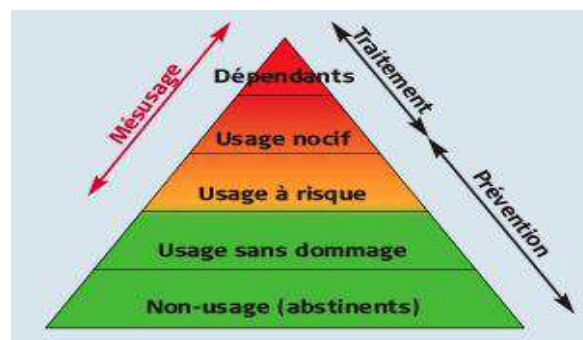 Mésusage
Traitement
Prévention
Dépendants
Usage nocif
Usage à risque
Usage sans dommage
Non-usage (abstinents)